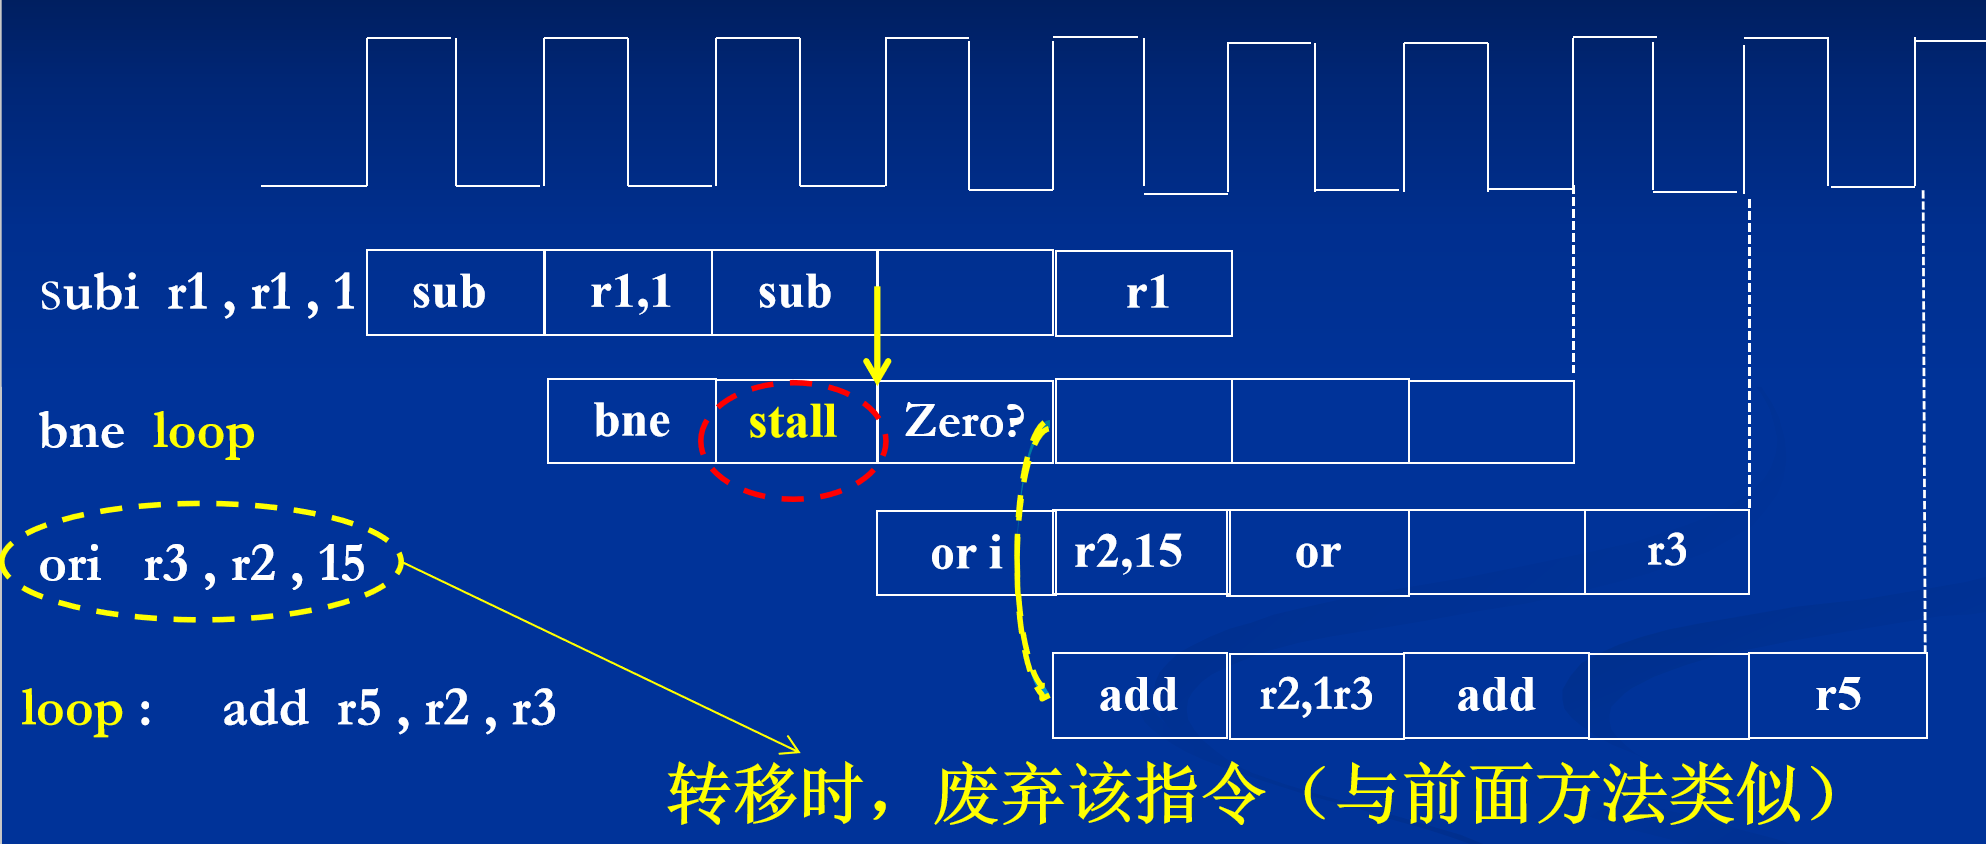 subi r1 , r1 , 1 sub r1,1 sub r1
bne loop bne stall Zero?
ori r3 , r2 , 15 or i r2,15 or r3
loop : add r5 , r2 , r3 add r2,1r3 add r5
转移时，废弃该指令（与前面方法类似）